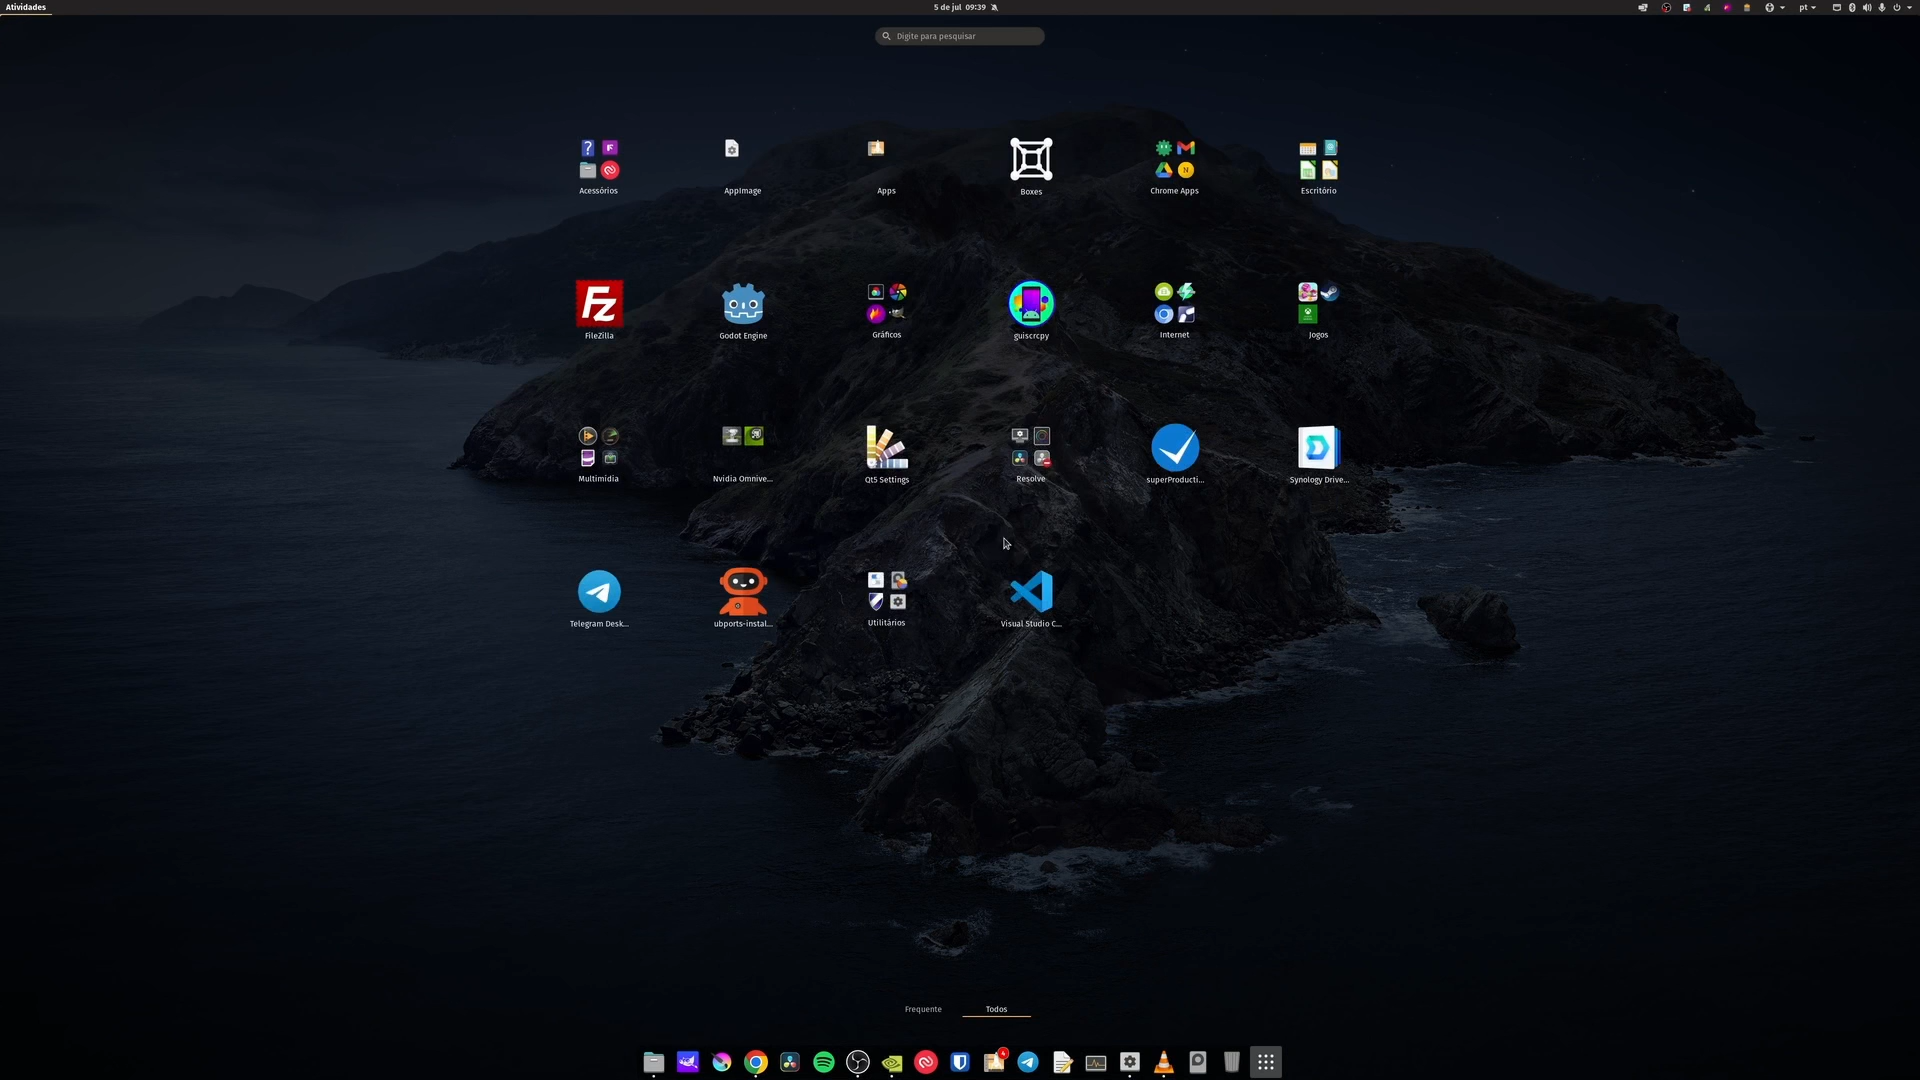 Atividades
5 de jul 09:39
pt
Digite para pesquisar
Acessórios
AppImage
Apps
Boxes
Chrome Apps
Escritório
Fz
FileZilla
Godot Engine
Gráficos
guiscrcpy
Internet
Jogos
Multimídia
Nvidia Omnive...
Qt5 Settings
Resolve
superProducti...
Synology Drive...
Telegram Desk...
ubports-instal...
Utilitários
Visual Studio C...
Frequente
Todos
4